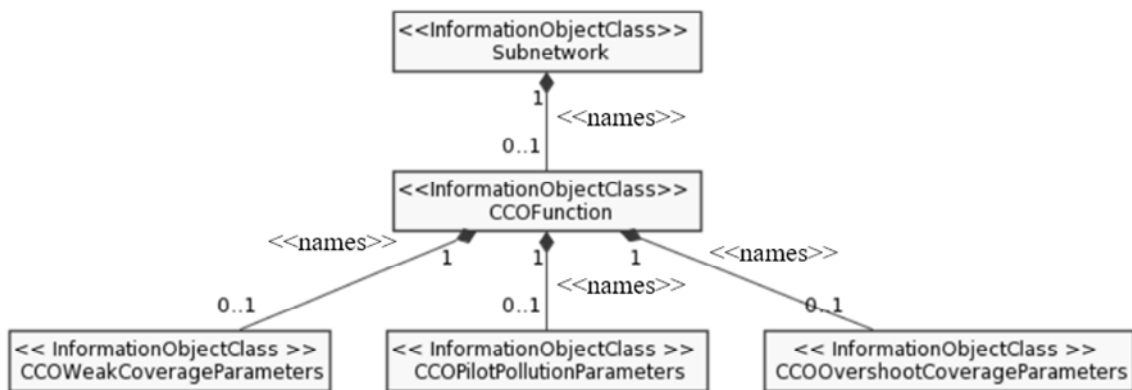 <<InformationObjectClass>>
Subnetwork
1
<<names>>
0..1
<<InformationObjectClass>>
CCOFunction
<<names>>
1
1
1
<<names>>
<<names>>
0..1
0..1
0..1
<< InformationObjectClass >>
CCOWeakCoverageParameters
<< InformationObjectClass >>
CCOPilotPollutionParameters
<< InformationObjectClass >>
CCOOvershootCoverageParameters